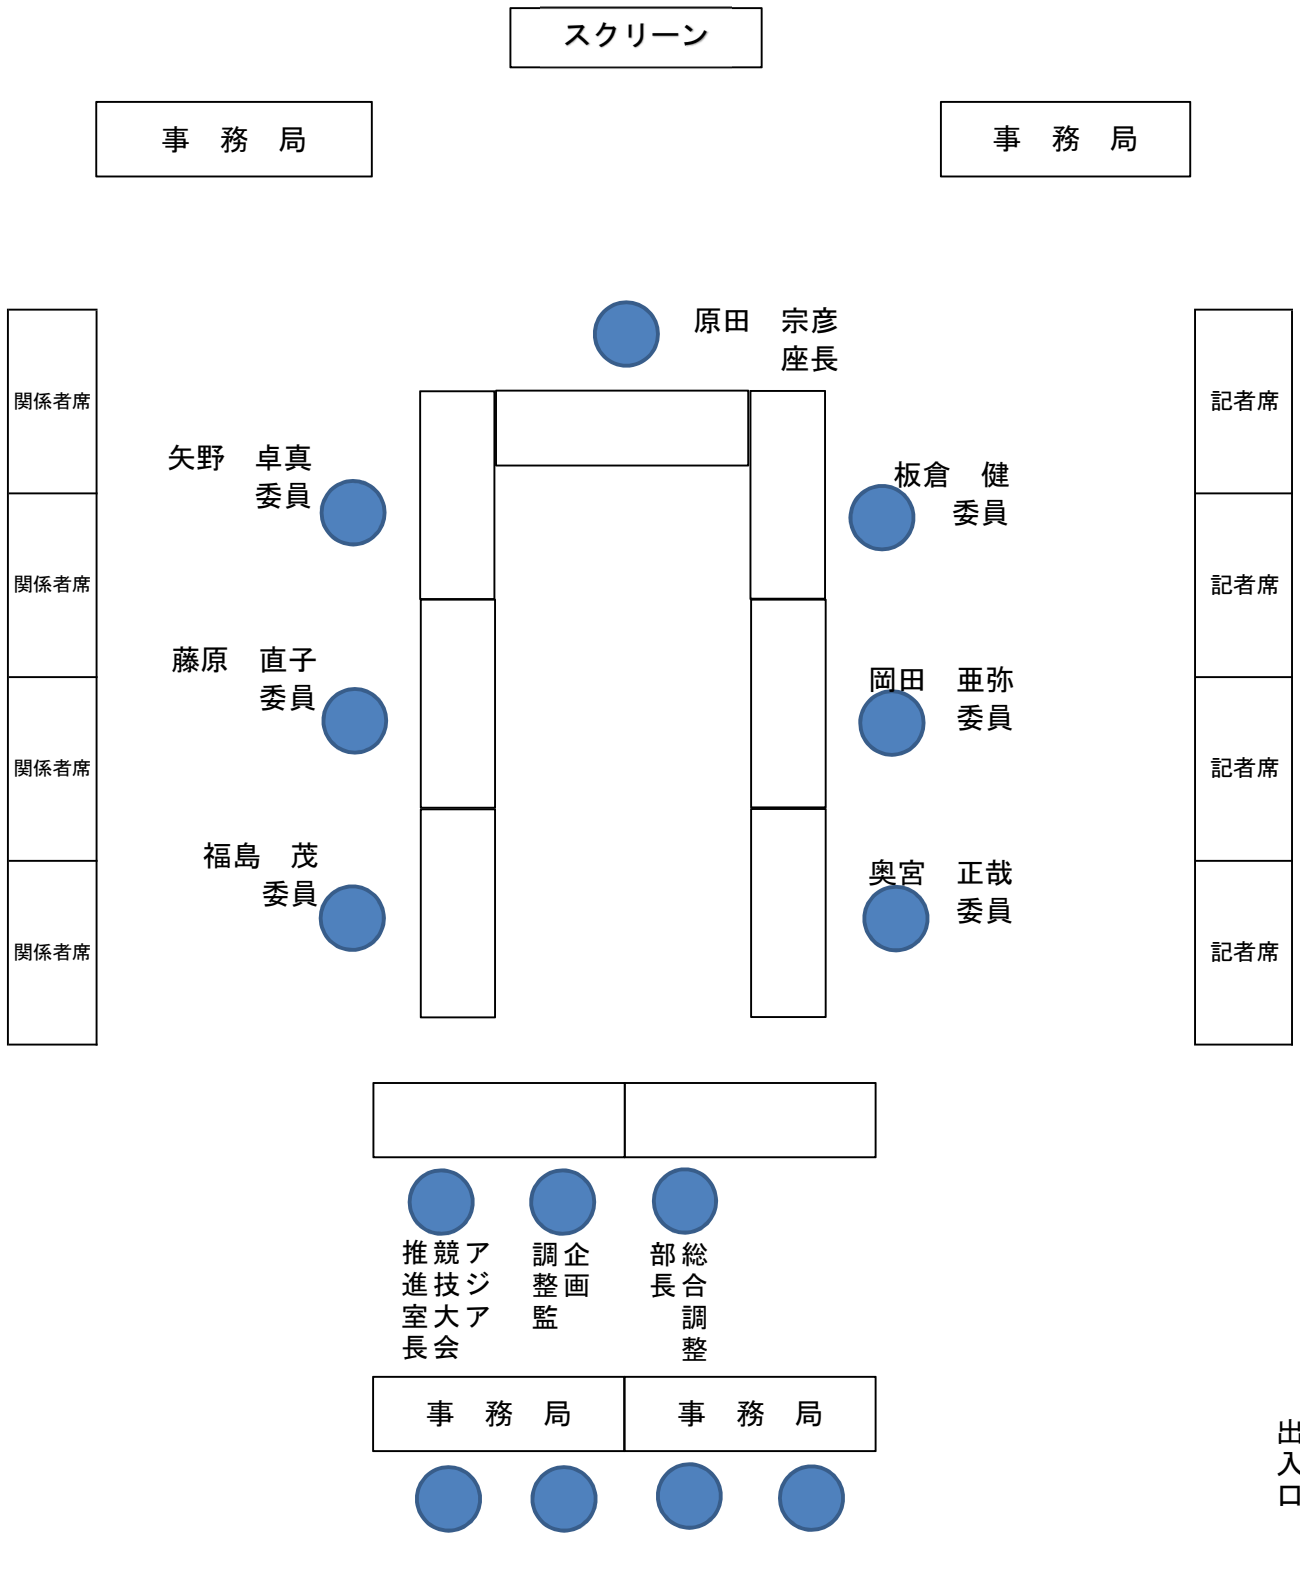 スクリーン
事　務　局
事　務　局
原田　宗彦
座長
関係者席
記者席
矢野　卓真
委員
板倉　健
委員
関係者席
記者席
藤原　直子
委員
岡田　亜弥
委員
関係者席
記者席
福島　茂
委員
奥宮　正哉
委員
関係者席
記者席
アジア
競技大会
推進室長
企画
調整監
総合調整
部長
事　務　局
事　務　局
出入口